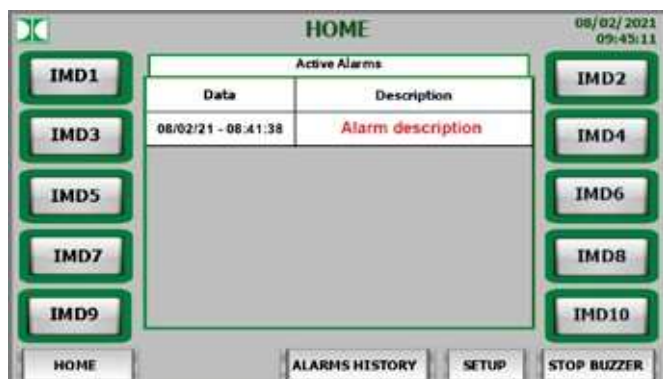 HOME
08/02/2021
09:45:11
Active Alarms
Data Description
08/02/21 - 08:41:38 Alarm description
IMD1
IMD2
IMD3
IMD4
IMD5
IMD6
IMD7
IMD8
IMD9
IMD10
HOME ALARMS HISTORY SETUP STOP BUZZER